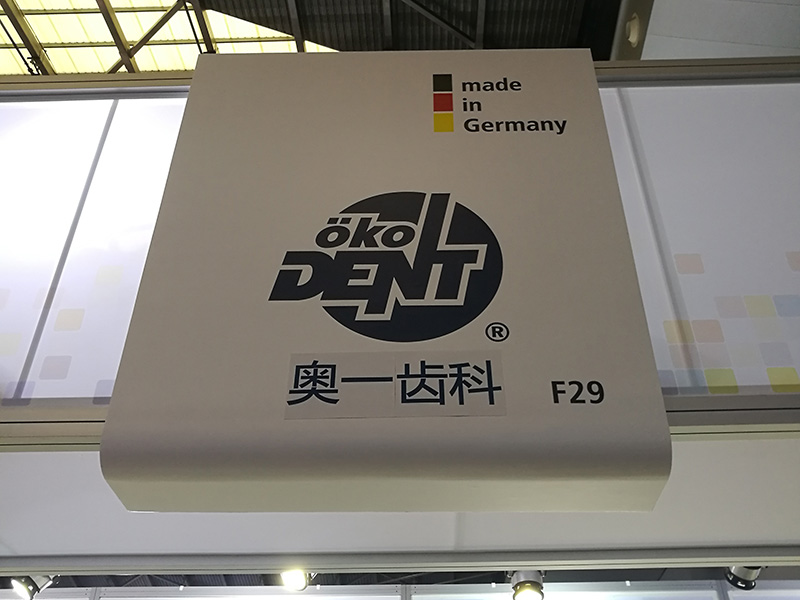 made
in
Germany
öko
DENT
®
奥一齿科
F29